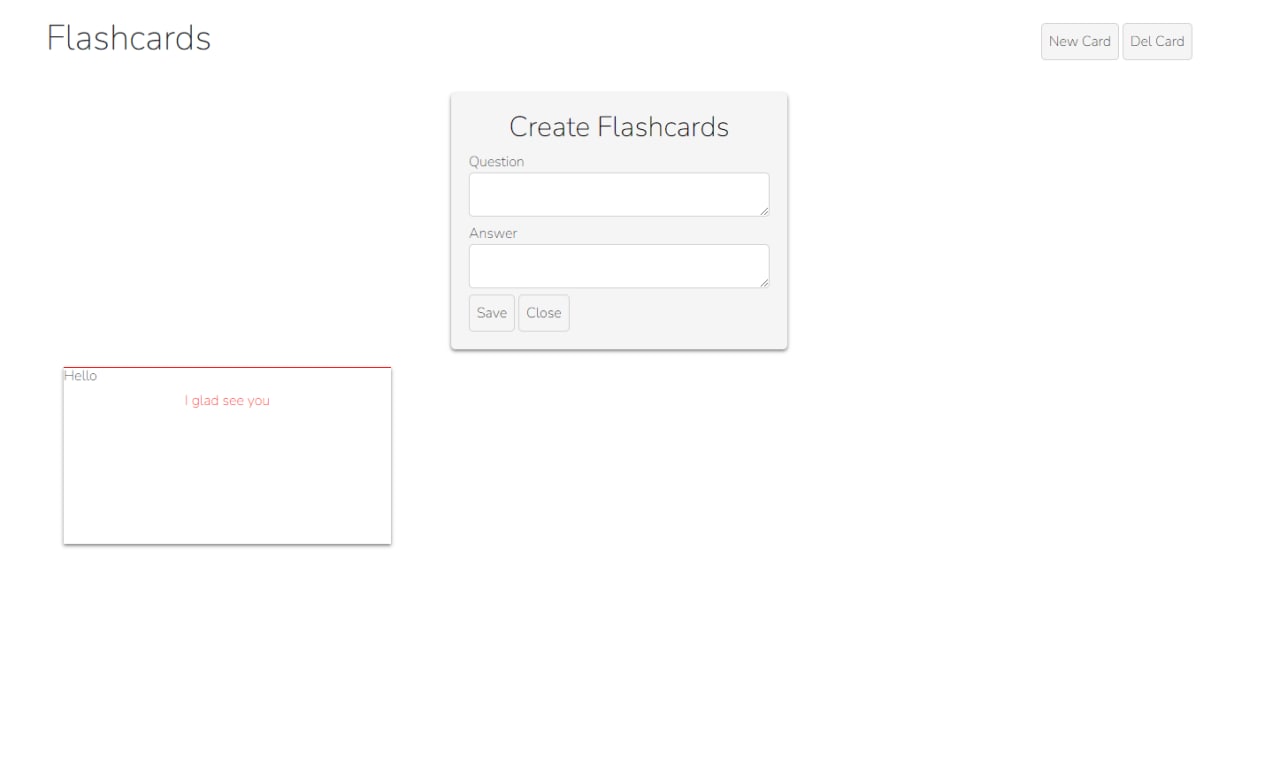 Flashcards
New Card Del Card
Create Flashcards
Question
Answer
Save Close
Hello
I glad see you